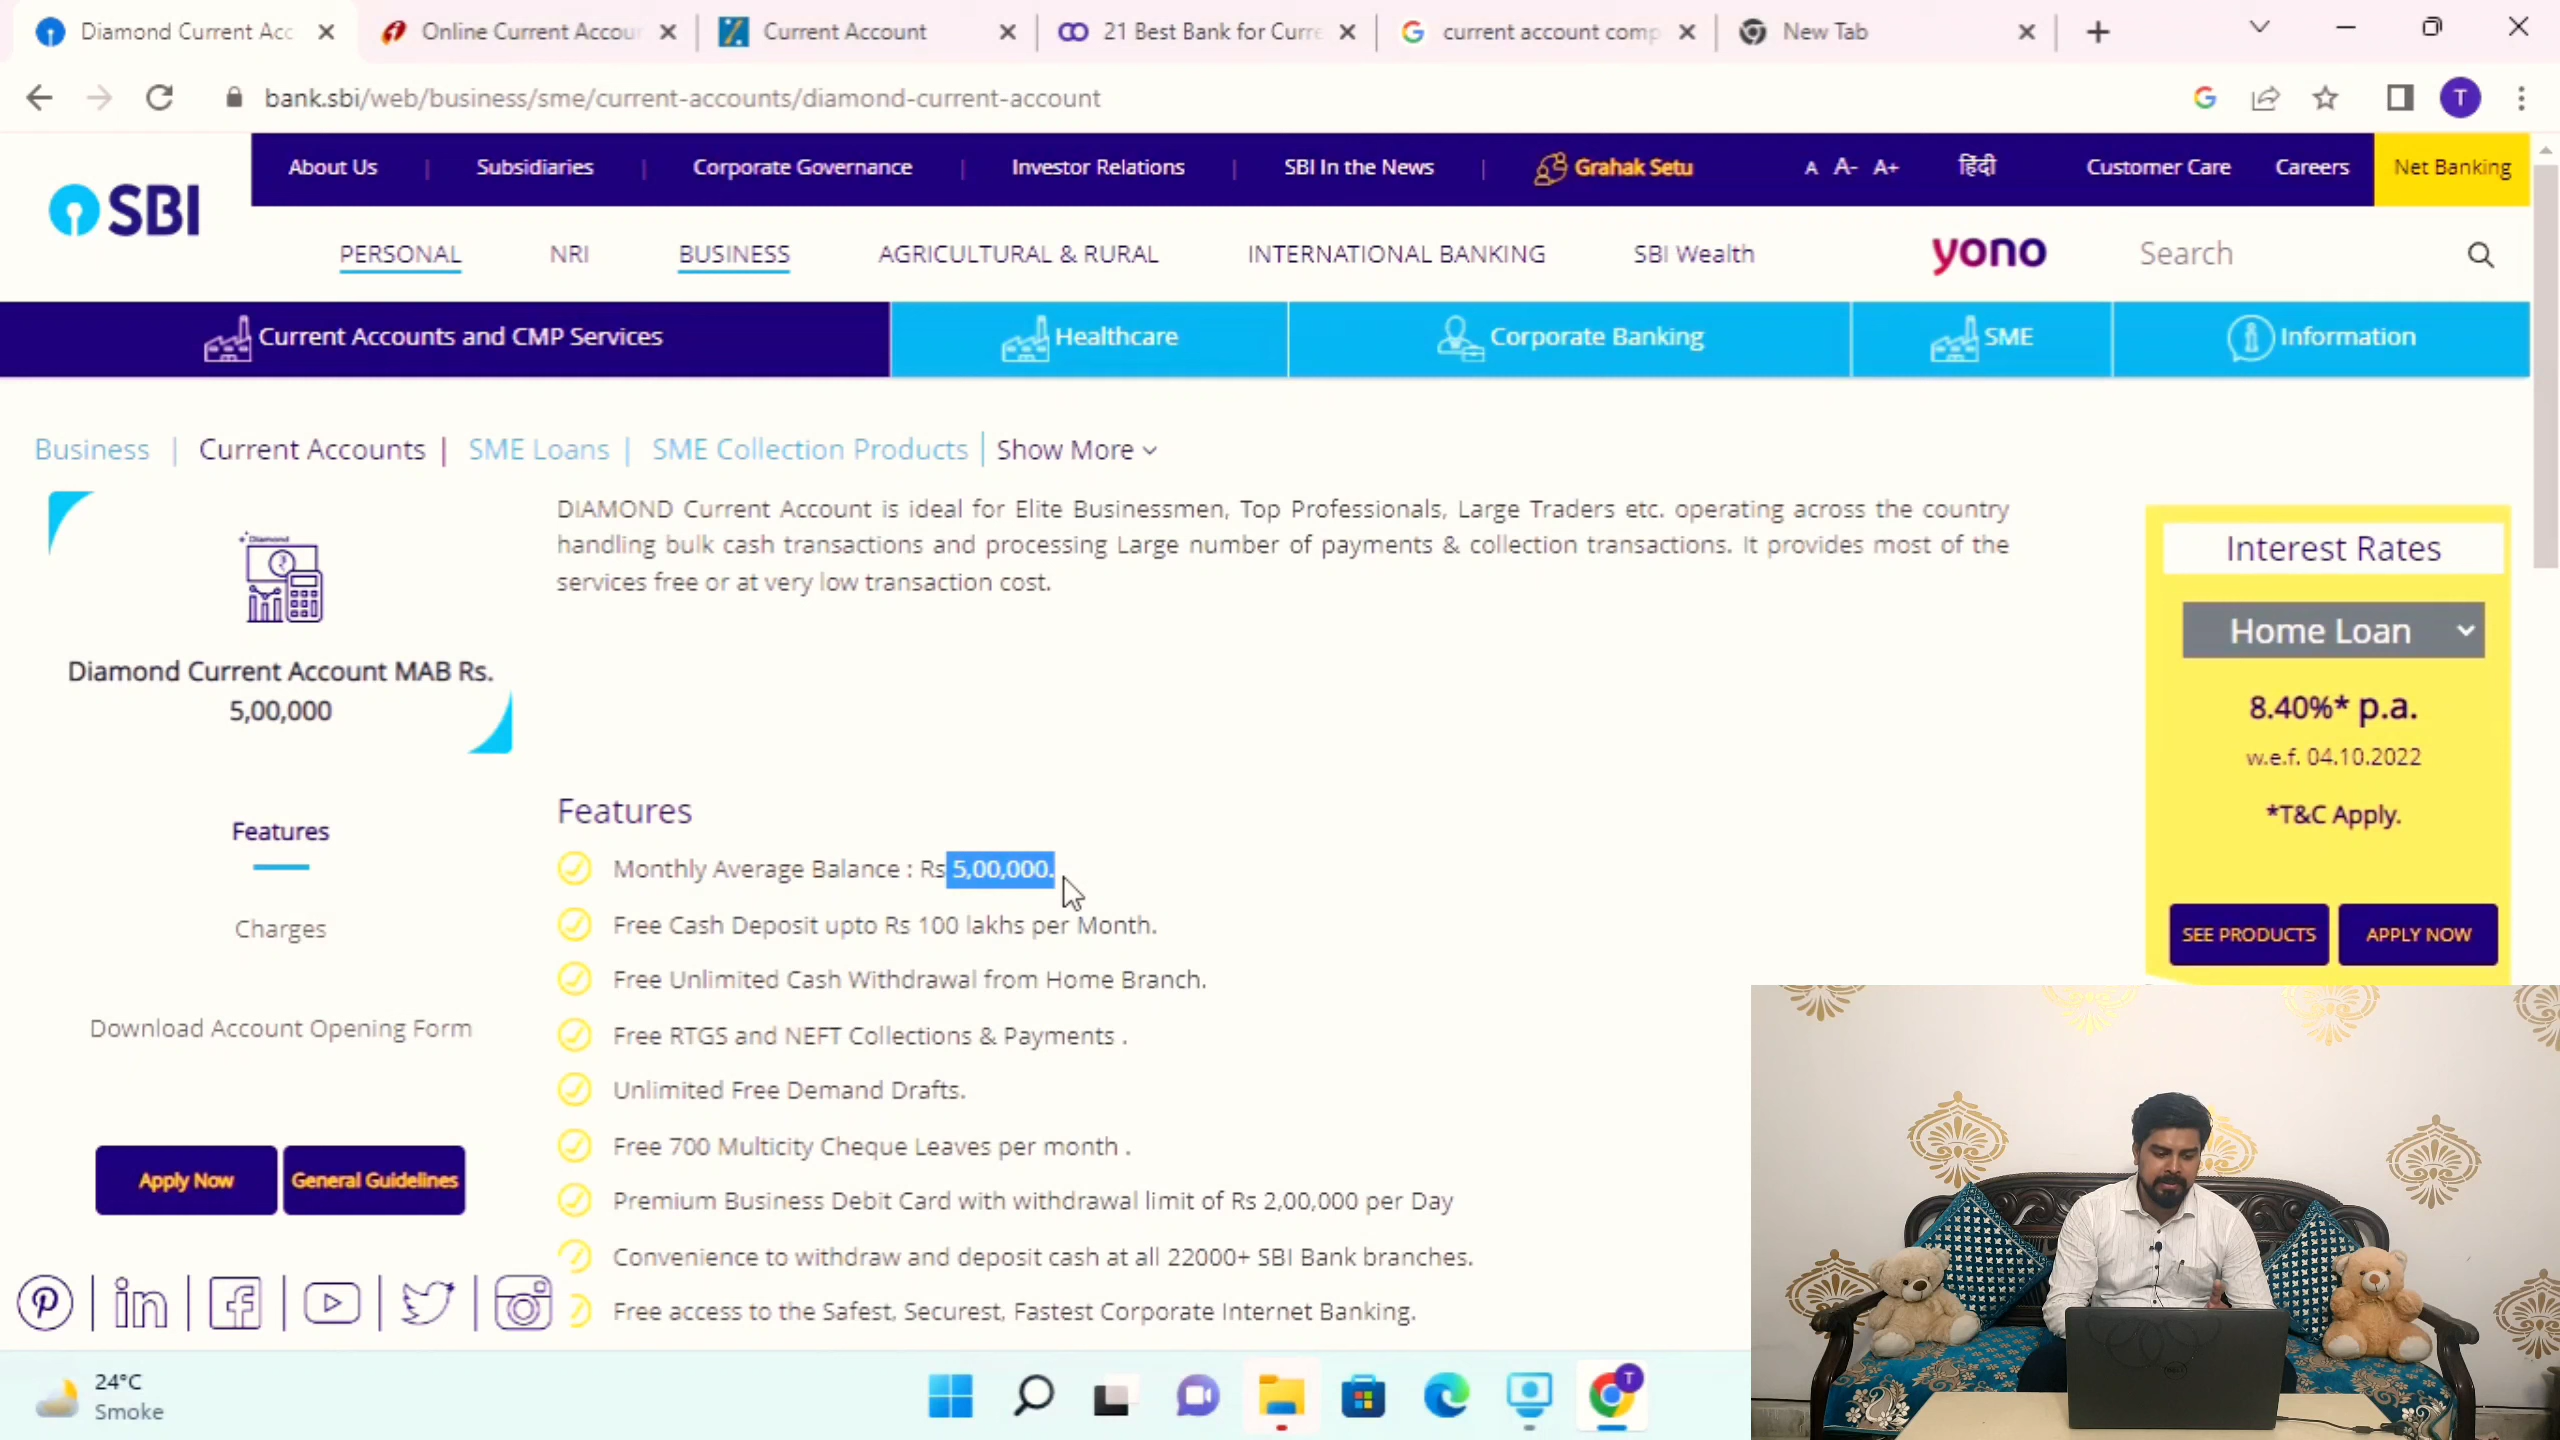 Diamond Current Acc
Online Current Accour
Current Account
21 Best Bank for Curre
current account comp
New Tab
bank.sbi/web/business/sme/current-accounts/diamond-current-account
T
SBI
About Us
Subsidiaries
Corporate Governance
Investor Relations
SBI In the News
Grahak Setu
A A- A+
हिंदी
Customer Care
Careers
Net Banking
PERSONAL
NRI
BUSINESS
AGRICULTURAL & RURAL
INTERNATIONAL BANKING
SBI Wealth
yono
Search
Current Accounts and CMP Services
Healthcare
Corporate Banking
SME
Information
Business | Current Accounts | SME Loans | SME Collection Products | Show More
DIAMOND Current Account is ideal for Elite Businessmen, Top Professionals, Large Traders etc. operating across the country
handling bulk cash transactions and processing Large number of payments & collection transactions. It provides most of the
services free or at very low transaction cost.
Diamond
Diamond Current Account MAB Rs.
5,00,000
Features
Charges
Download Account Opening Form
Apply Now
General Guidelines
Features
Monthly Average Balance : Rs 5,00,000.
Free Cash Deposit upto Rs 100 lakhs per Month.
Free Unlimited Cash Withdrawal from Home Branch.
Free RTGS and NEFT Collections & Payments .
Unlimited Free Demand Drafts.
Free 700 Multicity Cheque Leaves per month .
Premium Business Debit Card with withdrawal limit of Rs 2,00,000 per Day
Convenience to withdraw and deposit cash at all 22000+ SBI Bank branches.
Free access to the Safest, Securest, Fastest Corporate Internet Banking.
Interest Rates
Home Loan
8.40%* p.a.
w.e.f. 04.10.2022
*T&C Apply.
SEE PRODUCTS
APPLY NOW
24°C
Smoke
T